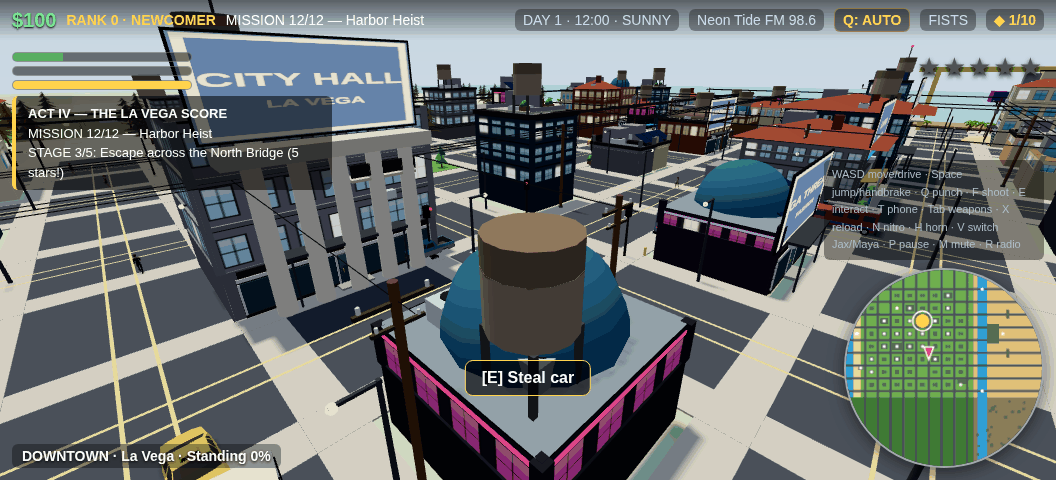 $100 RANK 0 · NEWCOMER MISSION 12/12 — Harbor Heist
DAY 1 · 12:00 · SUNNY
Neon Tide FM 98.6
Q: AUTO
FISTS
◆ 1/10
CITY HALL
LA VEGA
ACT IV — THE LA VEGA SCORE
MISSION 12/12 — Harbor Heist
STAGE 3/5: Escape across the North Bridge (5
stars!)
WASD move/drive · Space
jump/handbrake · Q punch · F shoot · E
interact · T phone · Tab weapons · X
reload · N nitro · H horn · V switch
Jax/Maya · P pause · M mute · R radio
[E] Steal car
DOWNTOWN · La Vega · Standing 0%